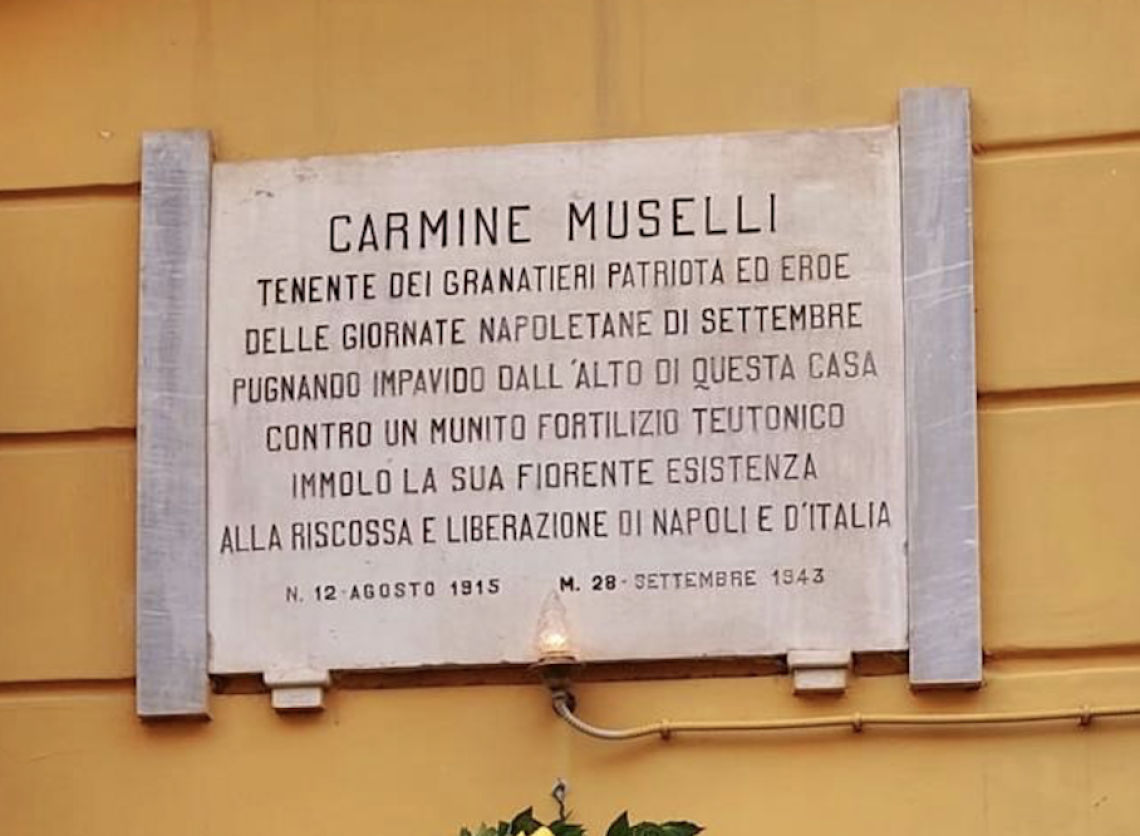 CARMINE MUSELLI
TENENTE DEI GRANATIERI PATRIOTA ED EROE
DELLE GIORNATE NAPOLETANE DI SETTEMBRE
PUGNANDO IMPAVIDO DALL'ALTO DI QUESTA CASA
CONTRO UN MUNITO FORTILIZIO TEUTONICO
IMMOLO LA SUA FIORENTE ESISTENZA
ALLA RISCOSSA E LIBERAZIONE DI NAPOLI E D'ITALIA
N. 12-AGOSTO 1915 M. 28-SETTEMBRE 1943